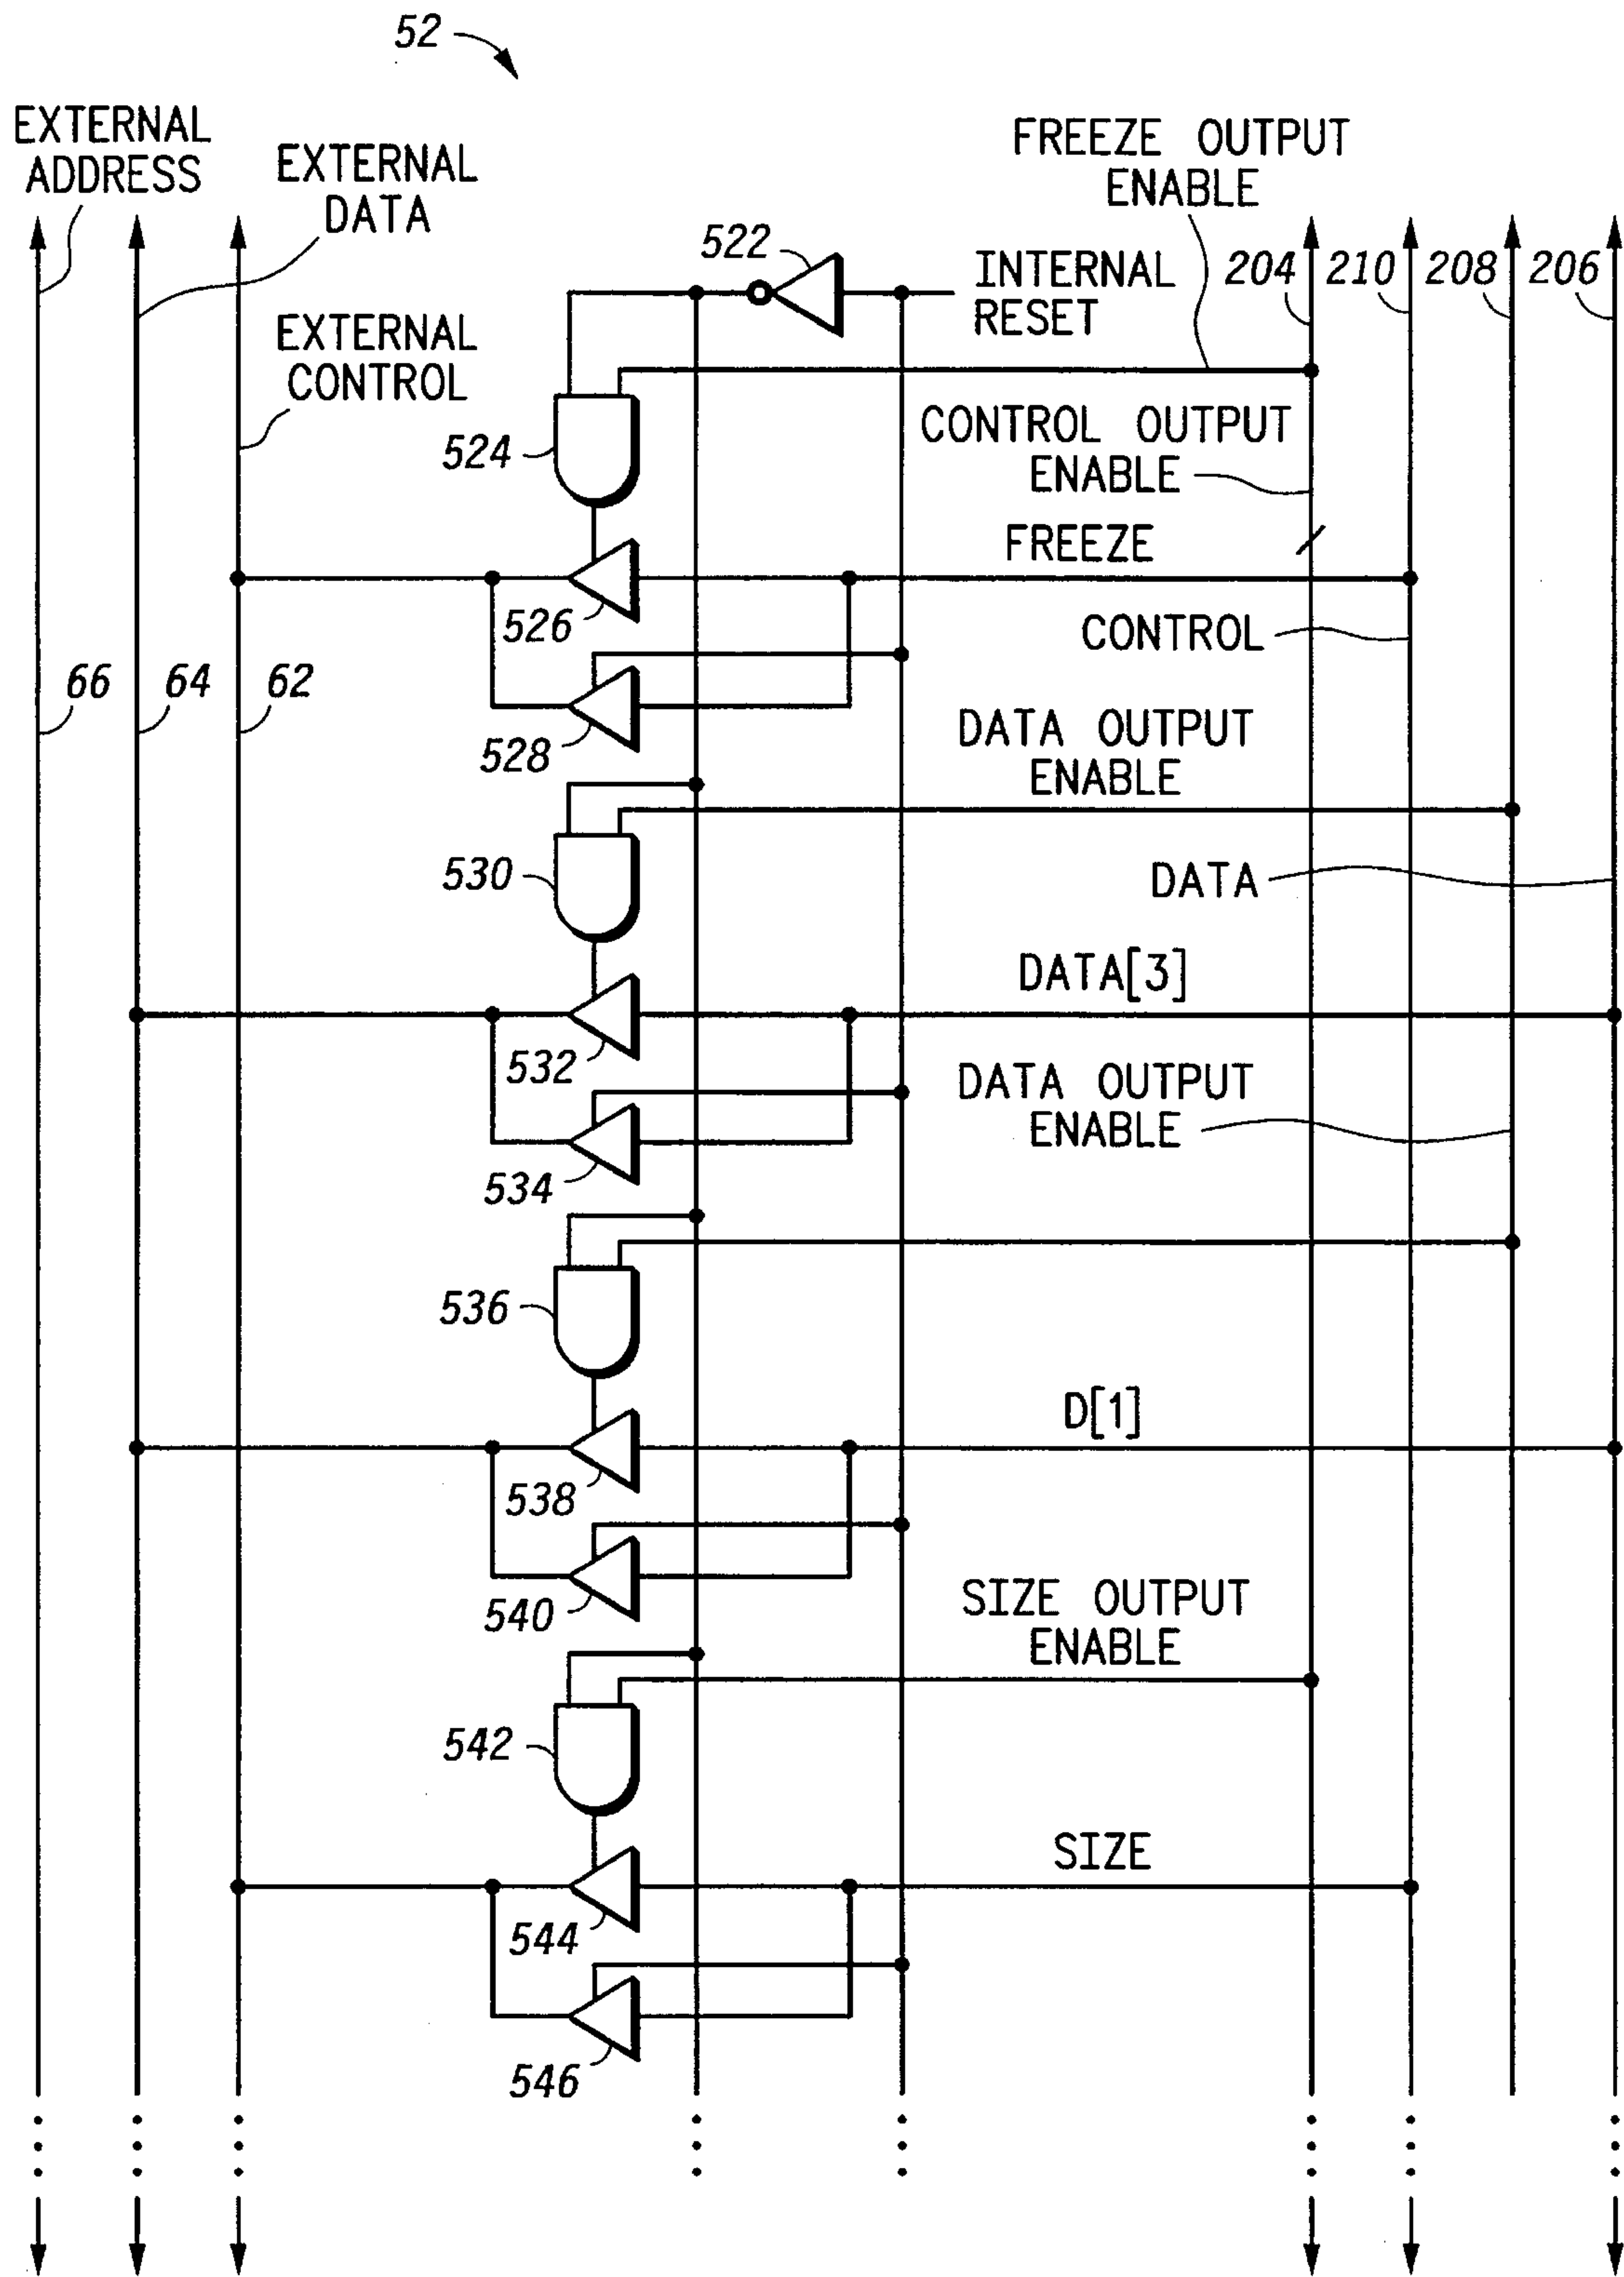 52
EXTERNAL
ADDRESS
EXTERNAL
DATA
FREEZE OUTPUT
ENABLE
522
INTERNAL
RESET
204
210
208
206
EXTERNAL
CONTROL
524
CONTROL OUTPUT
ENABLE
FREEZE
526
CONTROL
66
64
62
528
DATA OUTPUT
ENABLE
530
DATA
DATA[3]
532
DATA OUTPUT
ENABLE
534
536
D[1]
538
540
SIZE OUTPUT
ENABLE
542
SIZE
544
546